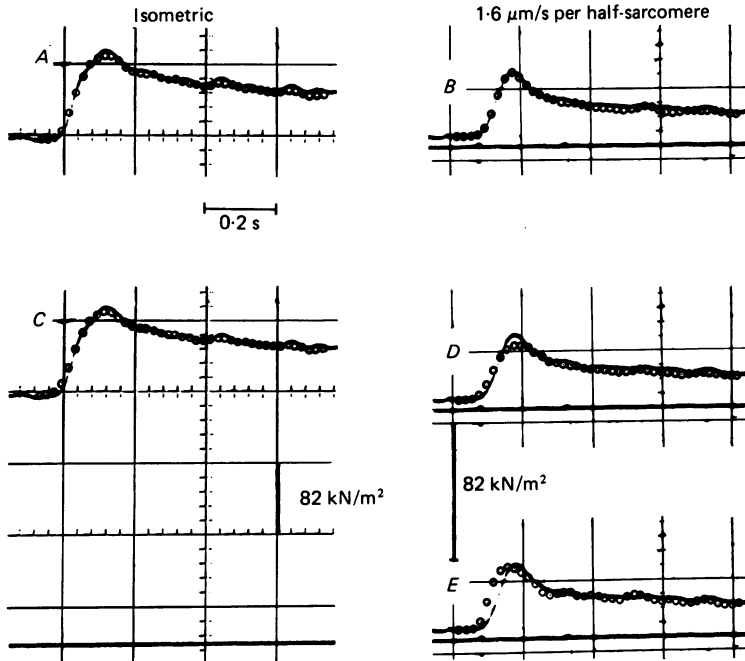 Isometric
1·6 μm/s per half-sarcomere
A
B
0·2 s
C
D
82 kN/m²
82 kN/m²
E